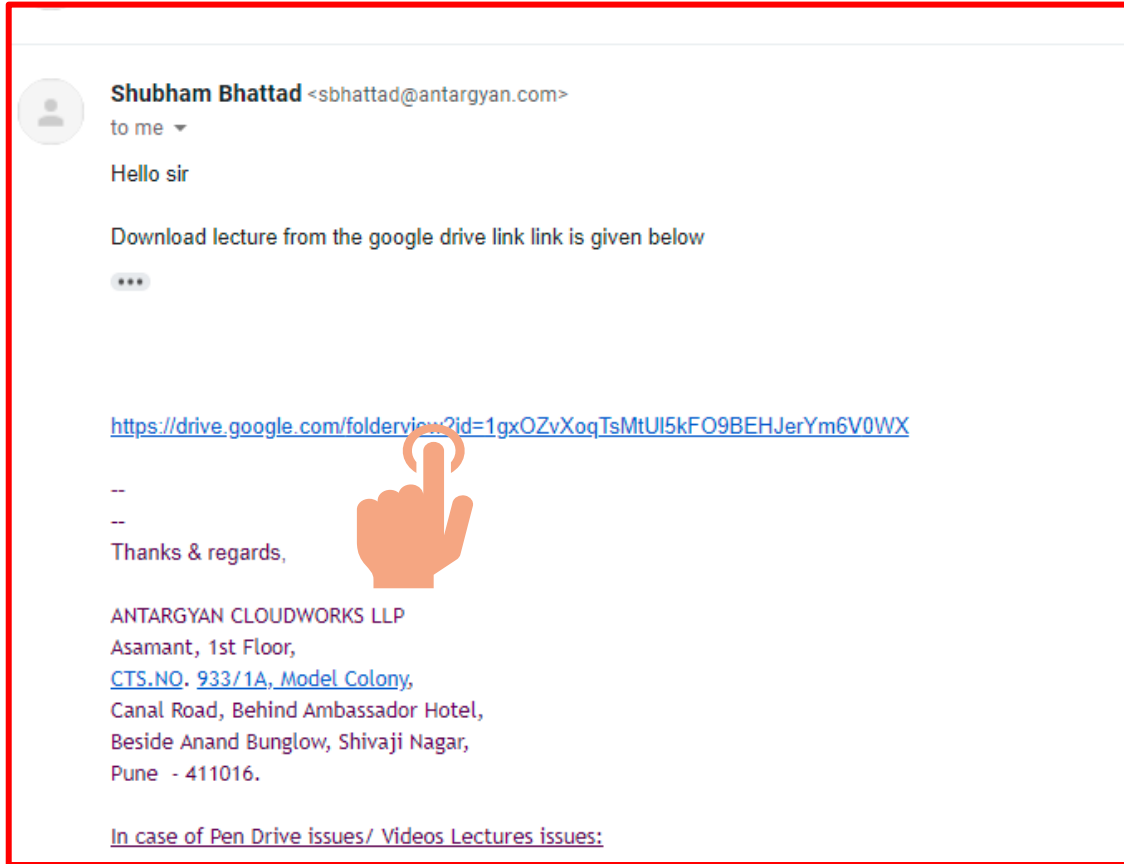 Shubham Bhattad <sbhattad@antargyan.com>
to me
Hello sir
Download lecture from the google drive link link is given below
https://drive.google.com/folderview?id=1gxOZvXoqTsMtUl5kFO9BEHJerYm6V0WX
--
--
Thanks & regards,
ANTARGYAN CLOUDWORKS LLP
Asamant, 1st Floor,
CTS.NO. 933/1A, Model Colony,
Canal Road, Behind Ambassador Hotel,
Beside Anand Bunglow, Shivaji Nagar,
Pune - 411016.
In case of Pen Drive issues/ Videos Lectures issues: